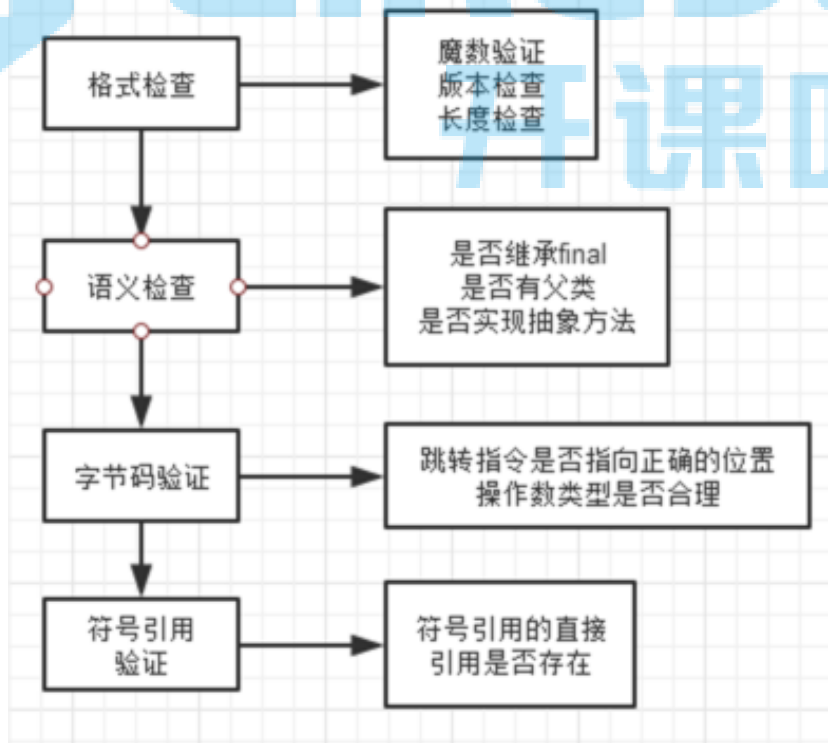 格式检查
魔数验证
版本检查
长度检查
开课
语义检查
是否继承final
是否有父类
是否实现抽象方法
字节码验证
跳转指令是否指向正确的位置
操作数类型是否合理
符号引用
验证
符号引用的直接
引用是否存在